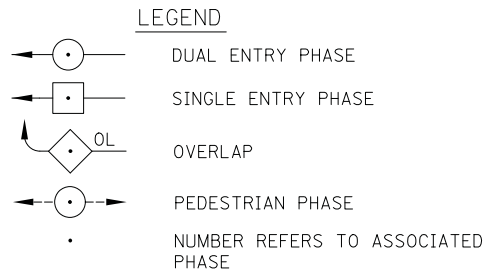 LEGEND
DUAL ENTRY PHASE
SINGLE ENTRY PHASE
OL
OVERLAP
PEDESTRIAN PHASE
NUMBER REFERS TO ASSOCIATED
PHASE